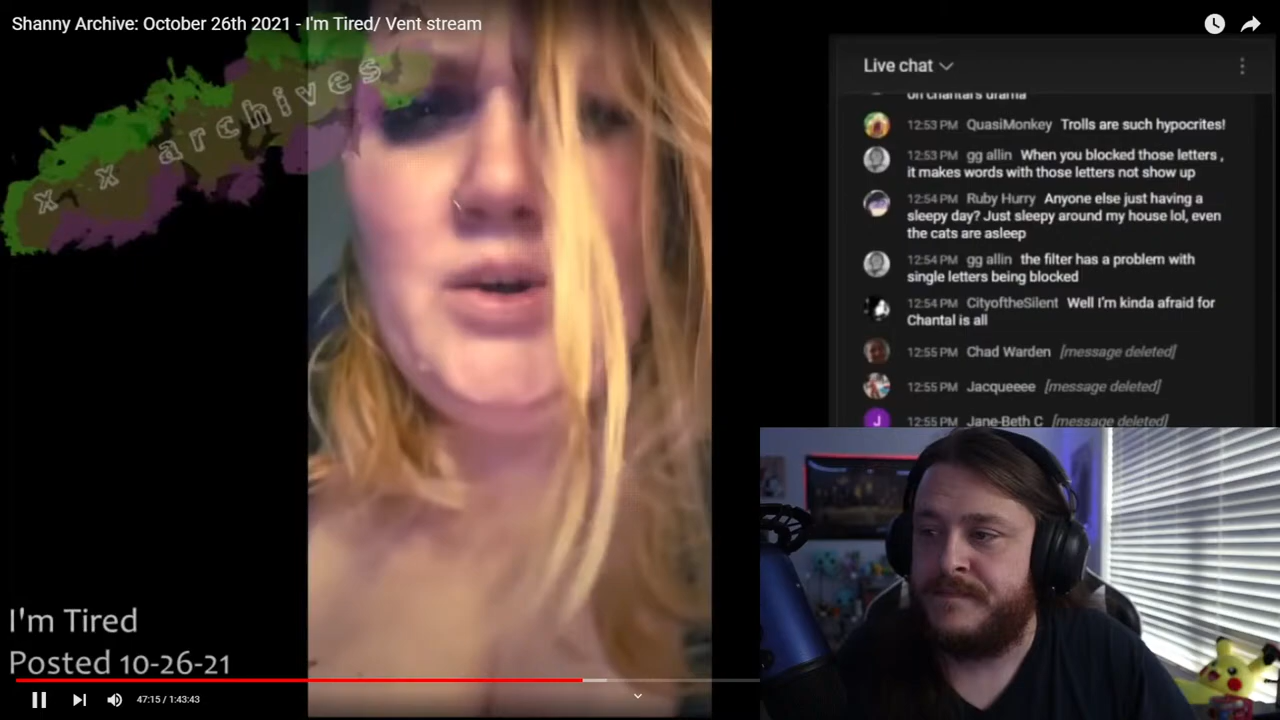 Shanny Archive: October 26th 2021 - I'm Tired/ Vent stream
x x archives
Live chat
on chantal's drama
12:53 PM QuasiMonkey Trolls are such hypocrites!
12:53 PM gg allin When you blocked those letters ,
it makes words with those letters not show up
12:54 PM Ruby Hurry Anyone else just having a
sleepy day? Just sleepy around my house lol, even
the cats are asleep
12:54 PM gg allin the filter has a problem with
single letters being blocked
12:54 PM CityoftheSilent Well I'm kinda afraid for
Chantal is all
12:55 PM Chad Warden [message deleted]
12:55 PM Jacqueeee [message deleted]
J 12:55 PM Jane-Beth C [message deleted]
I'm Tired
Posted 10-26-21
47:15 / 1:43:43